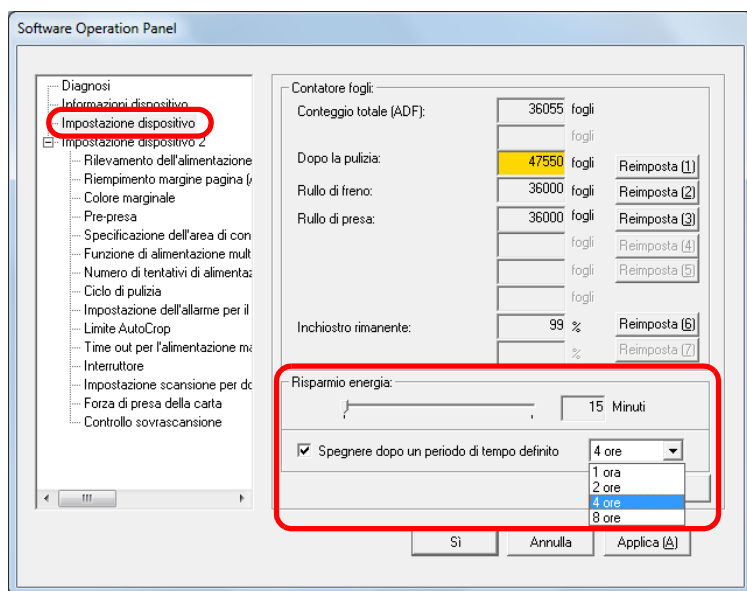 Software Operation Panel
Diagnosi
Informazioni dispositivo
Impostazione dispositivo
Impostazione dispositivo 2
Rilevamento dell'alimentazione
Riempimento margine pagina (
Colore marginale
Pre-presa
Specificazione dell'area di con
Funzione di alimentazione mult
Numero di tentativi di alimentaz
Ciclo di pulizia
Impostazione dell'allarme per il
Limite AutoCrop
Time out per l'alimentazione ma
Interruttore
Impostazione scansione per do
Forza di presa della carta
Controllo sovrascansione
Contatore fogli:
Conteggio totale (ADF): 36055 fogli
fogli
Dopo la pulizia: 47550 fogli Reimposta (1)
Rullo di freno: 36000 fogli Reimposta (2)
Rullo di presa: 36000 fogli Reimposta (3)
fogli Reimposta (4)
fogli Reimposta (5)
fogli
Inchiostro rimanente: 99 % Reimposta (6)
% Reimposta (7)
Risparmio energia:
15 Minuti
Spegnere dopo un periodo di tempo definito 4 ore
1 ora
2 ore
4 ore
8 ore
Sì Annulla Applica (A)